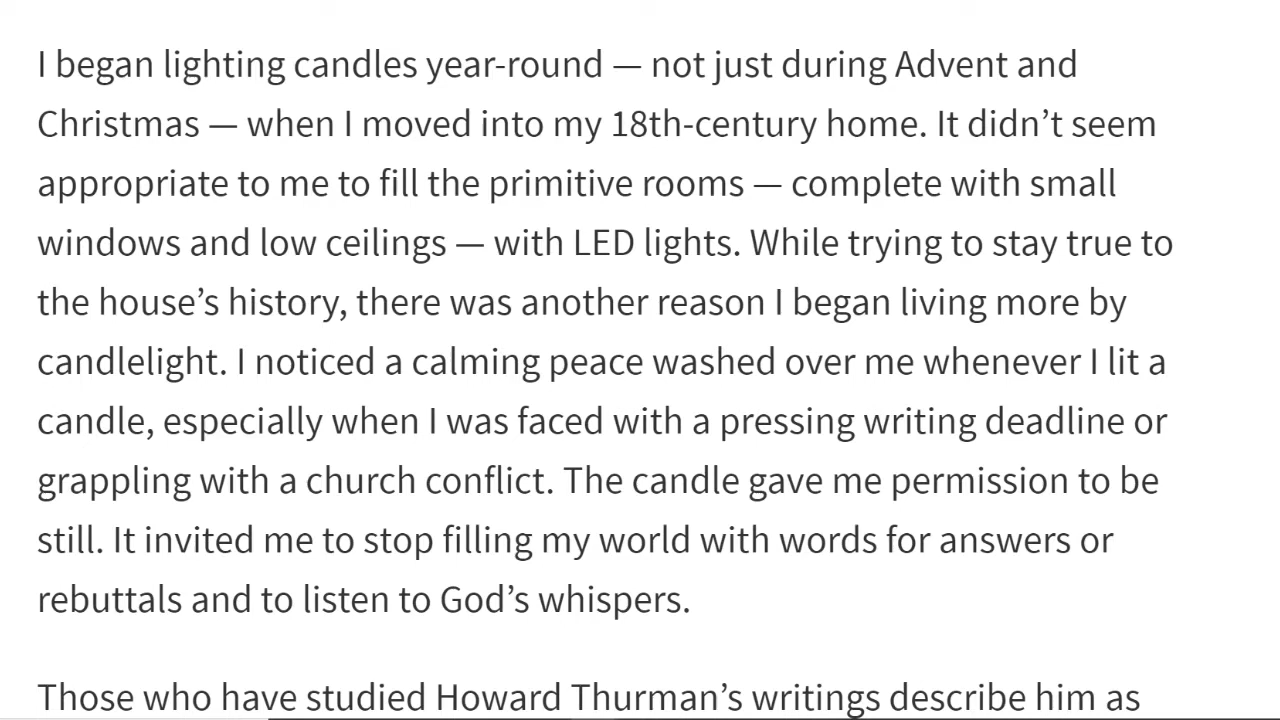 I began lighting candles year-round — not just during Advent and
Christmas — when I moved into my 18th-century home. It didn’t seem
appropriate to me to fill the primitive rooms — complete with small
windows and low ceilings — with LED lights. While trying to stay true to
the house’s history, there was another reason I began living more by
candlelight. I noticed a calming peace washed over me whenever I lit a
candle, especially when I was faced with a pressing writing deadline or
grappling with a church conflict. The candle gave me permission to be
still. It invited me to stop filling my world with words for answers or
rebuttals and to listen to God’s whispers.
Those who have studied Howard Thurman’s writings describe him as